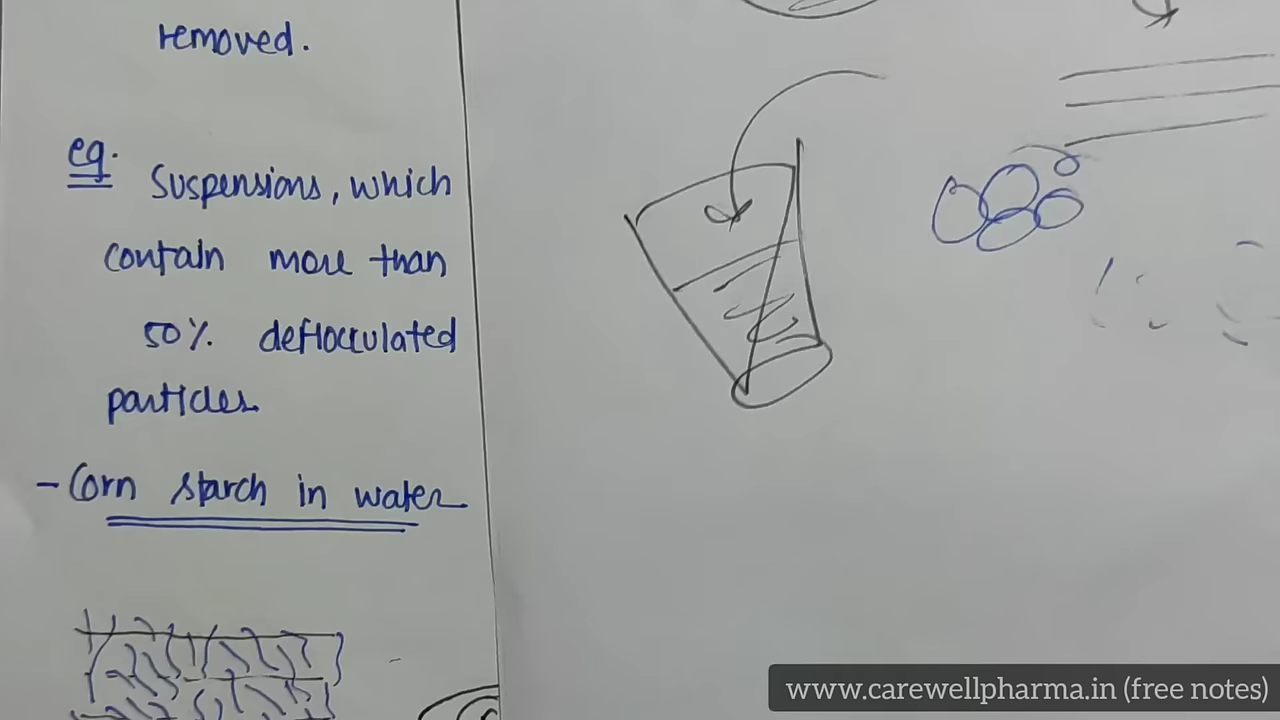 removed.
eg. Suspensions, which
contain more than
50% deflocculated
particles
- Corn starch in water
www.carewellpharma.in (free notes)